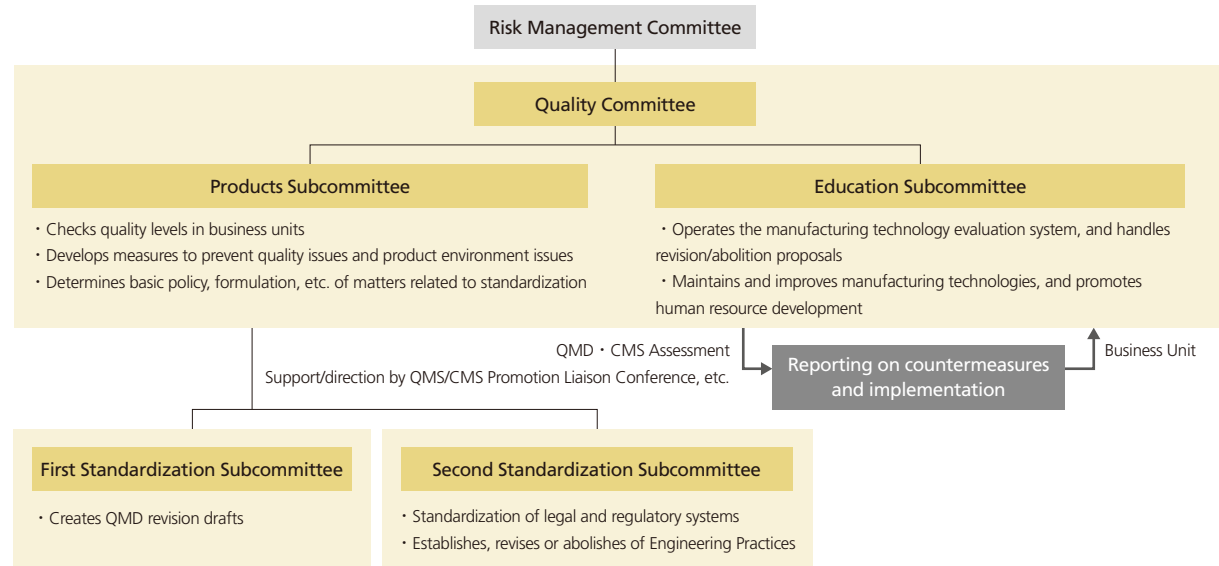 Risk Management Committee
Quality Committee
Products Subcommittee
・Checks quality levels in business units
・Develops measures to prevent quality issues and product environment issues
・Determines basic policy, formulation, etc. of matters related to standardization
Education Subcommittee
・Operates the manufacturing technology evaluation system, and handles
revision/abolition proposals
・Maintains and improves manufacturing technologies, and promotes
human resource development
QMD・CMS Assessment
Support/direction by QMS/CMS Promotion Liaison Conference, etc.
Reporting on countermeasures
and implementation
Business Unit
First Standardization Subcommittee
・Creates QMD revision drafts
Second Standardization Subcommittee
・Standardization of legal and regulatory systems
・Establishes, revises or abolishes of Engineering Practices